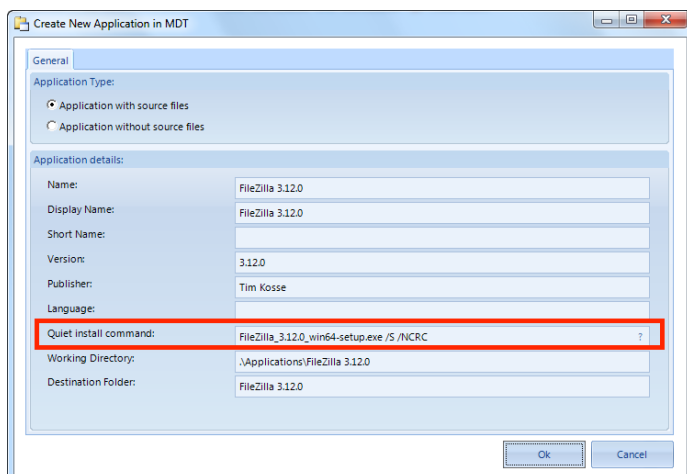 Create New Application in MDT
General
Application Type:
Application with source files
Application without source files
Application details:
Name:
FileZilla 3.12.0
Display Name:
FileZilla 3.12.0
Short Name:
Version:
3.12.0
Publisher:
Tim Kosse
Language:
Quiet install command:
FileZilla_3.12.0_win64-setup.exe /S /NCRC ?
Working Directory:
.\Applications\FileZilla 3.12.0
Destination Folder:
FileZilla 3.12.0
Ok
Cancel